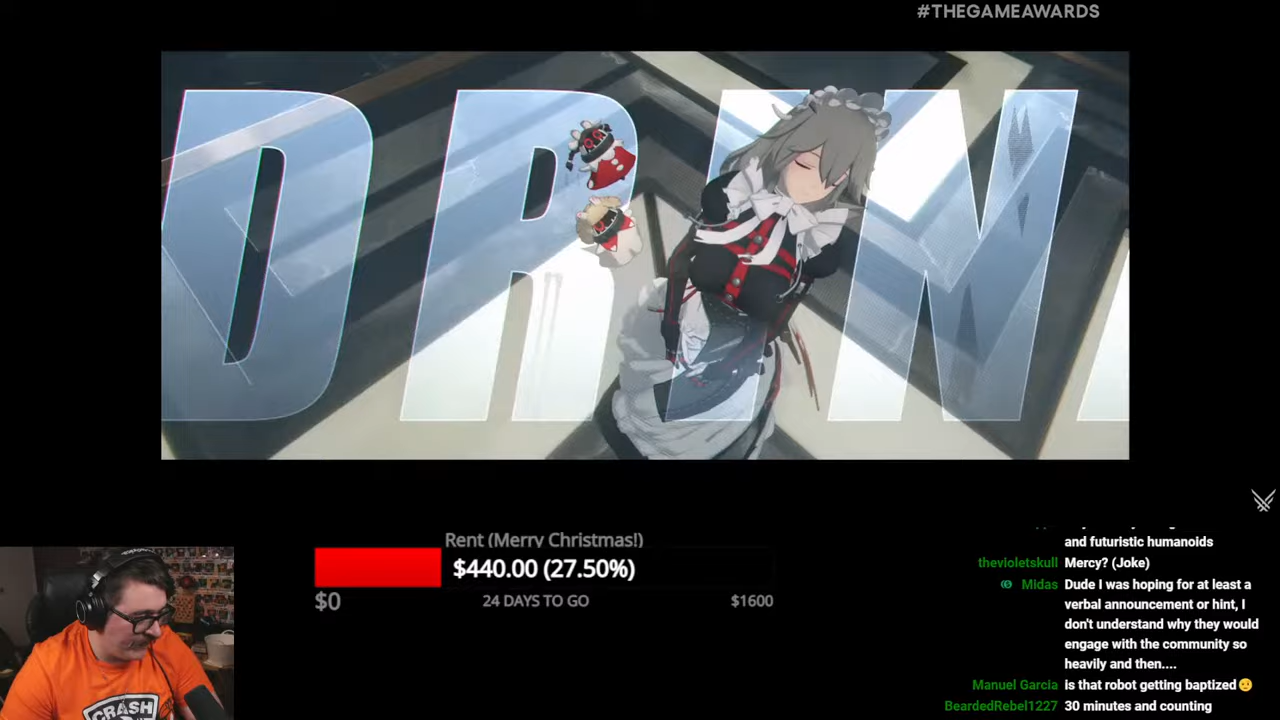 #THEGAMEAWARDS
DRIN
Rent (Merry Christmas!)
$440.00 (27.50%)
$0
24 DAYS TO GO
$1600
and futuristic humanoids
thevioletskull Mercy? (Joke)
Midas Dude I was hoping for at least a
verbal announcement or hint, I
don't understand why they would
engage with the community so
heavily and then....
Manuel Garcia is that robot getting baptized
BeardedRebel1227 30 minutes and counting
CRASH